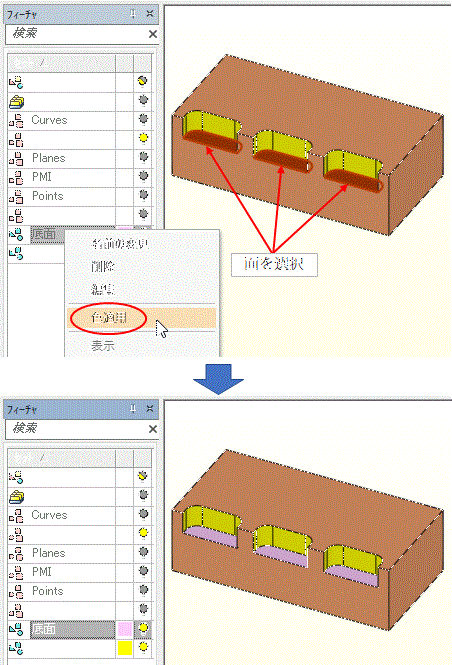 フィーチャ
検索
Curves
Planes
PMI
Points
底面
名前の変更
削除
編集
色適用
表示
面を選択
フィーチャ
検索
Curves
Planes
PMI
Points
底面